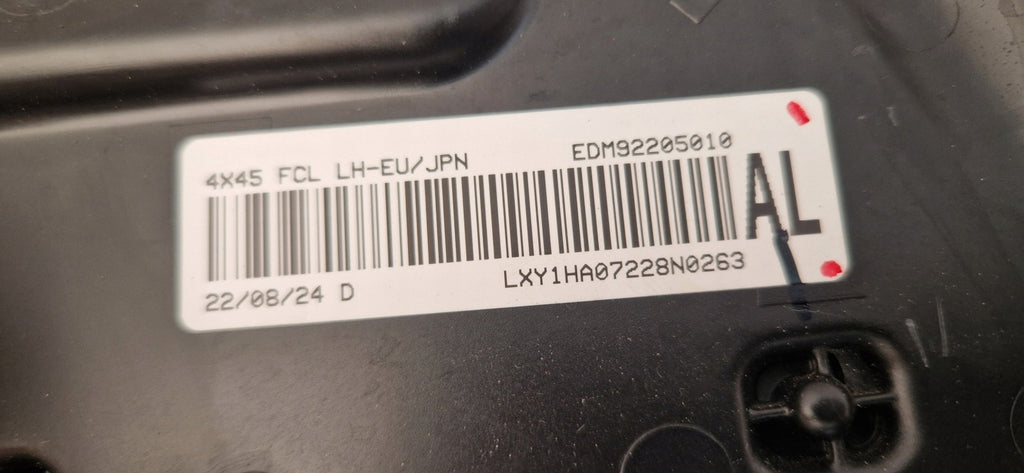 4X45 FCL LH-EU/JPN EDM92205010
AL
22/08/24 D LXY1HA07228N0263